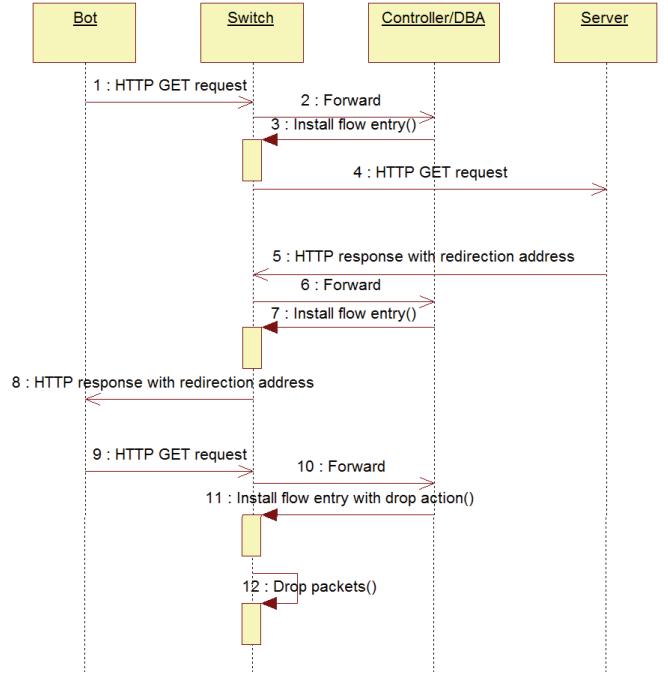 Bot
Switch
Controller/DBA
Server
1 : HTTP GET request
2 : Forward
3 : Install flow entry()
4 : HTTP GET request
5 : HTTP response with redirection address
6 : Forward
7 : Install flow entry()
8 : HTTP response with redirection address
9 : HTTP GET request
10 : Forward
11 : Install flow entry with drop action()
12 : Drop packets()